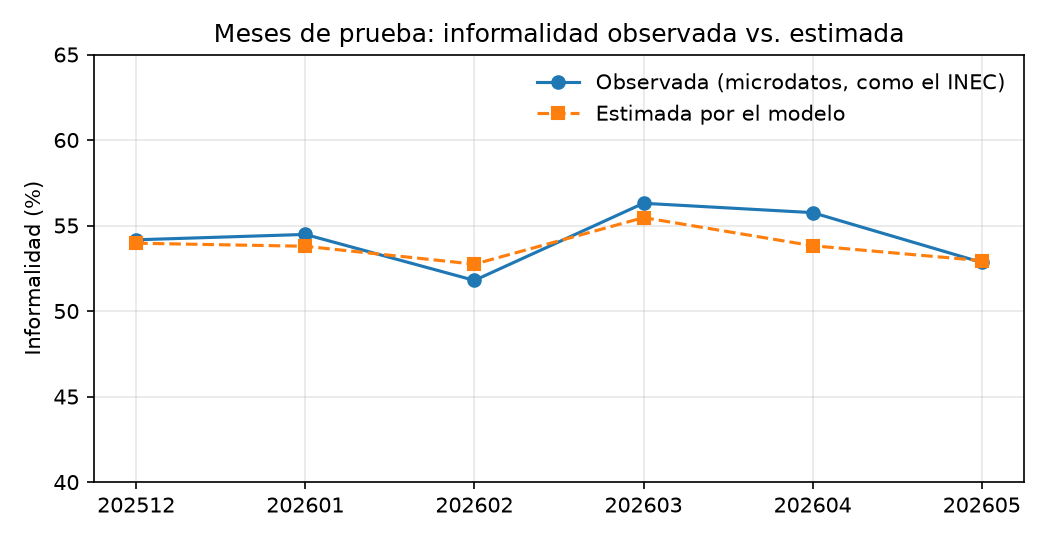 Meses de prueba: informalidad observada vs. estimada
Observada (microdatos, como el INEC)
Estimada por el modelo
Informalidad (%)
65
60
55
50
45
40
202512 202601 202602 202603 202604 202605